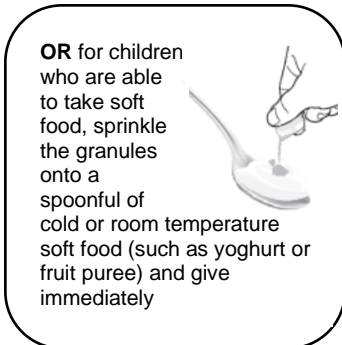 OR for children
who are able
to take soft
food, sprinkle
the granules
onto a
spoonful of
cold or room temperature
soft food (such as yoghurt or
fruit puree) and give
immediately